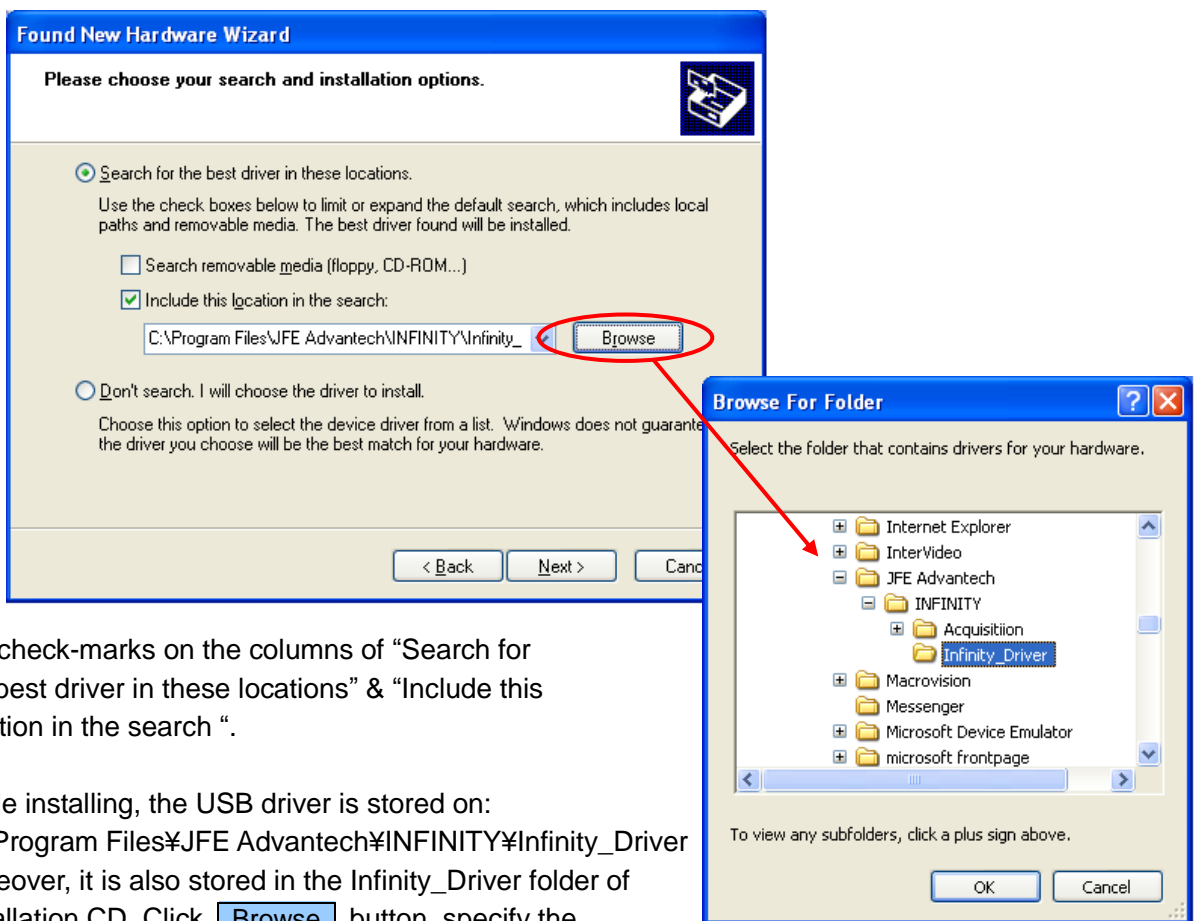 Found New Hardware Wizard
Please choose your search and installation options.
Search for the best driver in these locations.
Use the check boxes below to limit or expand the default search, which includes local
paths and removable media. The best driver found will be installed.
Search removable media (floppy, CD-ROM...)
Include this location in the search:
C:\Program Files\JFE Advantech\INFINITY\Infinity_
Browse
Don't search. I will choose the driver to install.
Choose this option to select the device driver from a list. Windows does not guarante
the driver you choose will be the best match for your hardware.
< Back
Next >
Canc
Browse For Folder
Select the folder that contains drivers for your hardware.
Internet Explorer
InterVideo
JFE Advantech
INFINITY
Acquisitiion
Infinity_Driver
Macrovision
Messenger
Microsoft Device Emulator
microsoft frontpage
To view any subfolders, click a plus sign above.
OK
Cancel
check-marks on the columns of “Search for
best driver in these locations” & “Include this
tion in the search “.
e installing, the USB driver is stored on:
Program Files¥JFE Advantech¥INFINITY¥Infinity_Driver
eover, it is also stored in the Infinity_Driver folder of
allation CD. Click Browse button, specify the